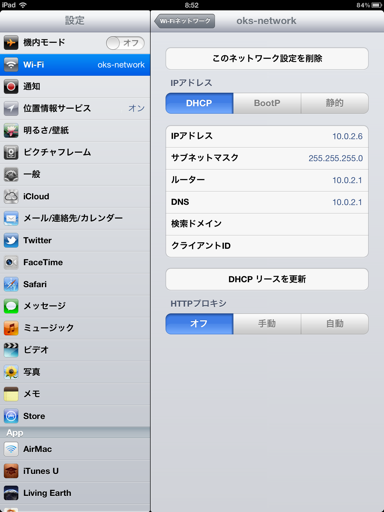 iPad
8:52
84%
設定
機内モード
オフ
Wi-Fi
oks-network
通知
位置情報サービス
オン
明るさ/壁紙
ピクチャフレーム
一般
iCloud
メール/連絡先/カレンダー
Twitter
FaceTime
Safari
メッセージ
ミュージック
ビデオ
写真
メモ
Store
App
AirMac
iTunes U
Living Earth
Wi-Fiネットワーク
oks-network
このネットワーク設定を削除
IPアドレス
DHCP
BootP
静的
IPアドレス
10.0.2.6
サブネットマスク
255.255.255.0
ルーター
10.0.2.1
DNS
10.0.2.1
検索ドメイン
クライアントID
DHCP リースを更新
HTTPプロキシ
オフ
手動
自動